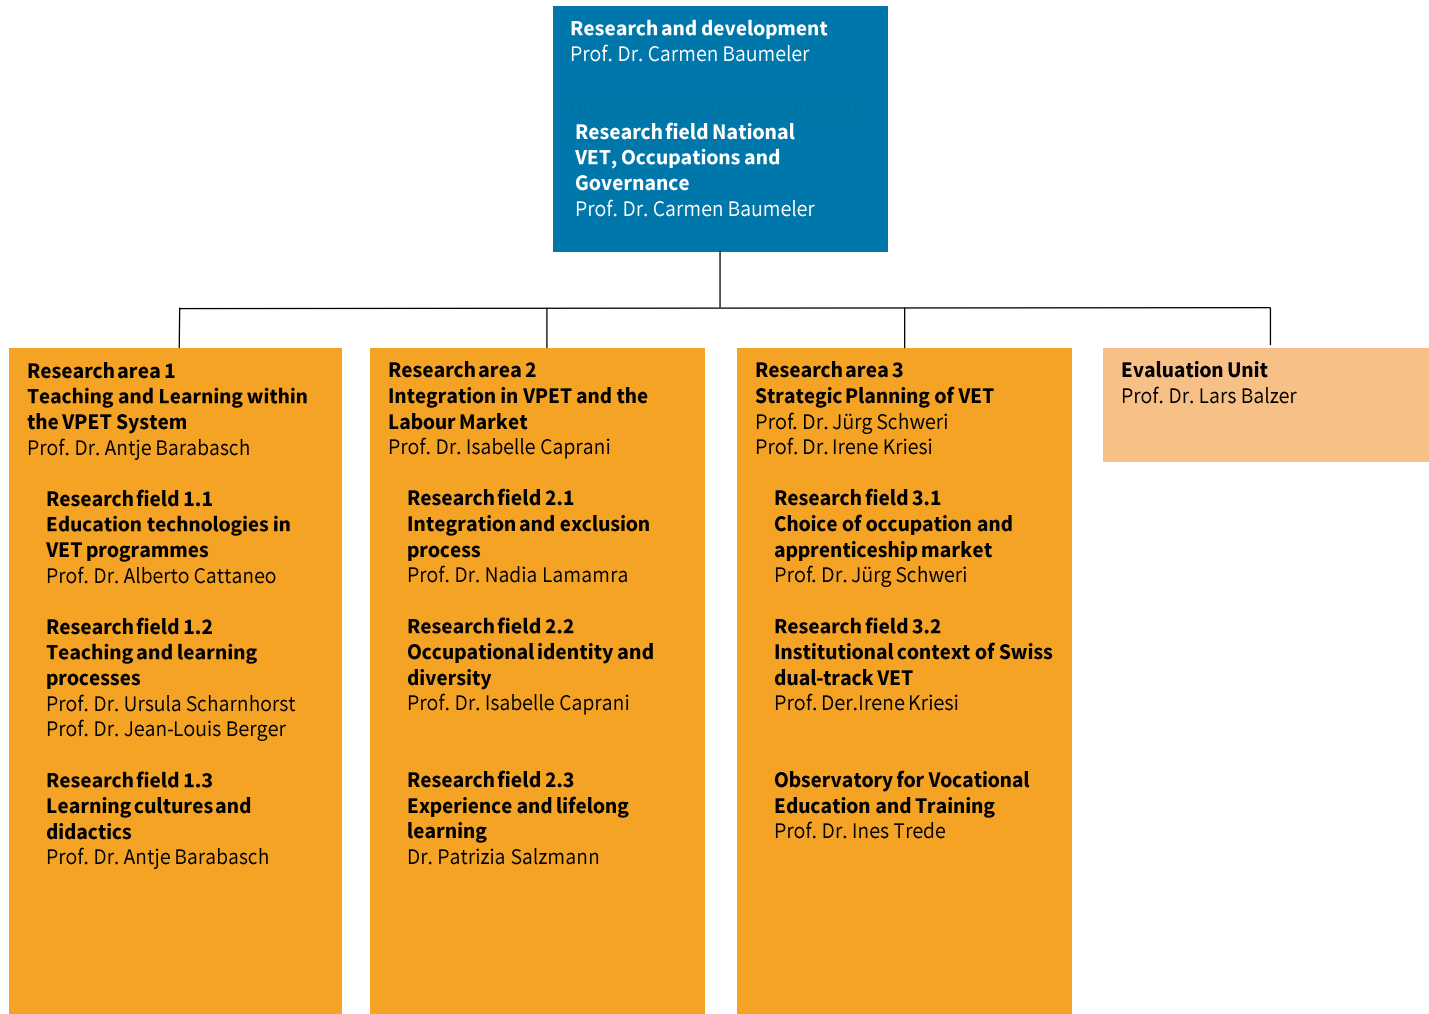 Research and development
Prof. Dr. Carmen Baumeler
Research field National
VET, Occupations and
Governance
Prof. Dr. Carmen Baumeler
Research area 1
Teaching and Learning within
the VPET System
Prof. Dr. Antje Barabasch
Research field 1.1
Education technologies in
VET programmes
Prof. Dr. Alberto Cattaneo
Research field 1.2
Teaching and learning
processes
Prof. Dr. Ursula Scharnhorst
Prof. Dr. Jean-Louis Berger
Research field 1.3
Learning cultures and
didactics
Prof. Dr. Antje Barabasch
Research area 2
Integration in VPET and the
Labour Market
Prof. Dr. Isabelle Caprani
Research field 2.1
Integration and exclusion
process
Prof. Dr. Nadia Lamamra
Research field 2.2
Occupational identity and
diversity
Prof. Dr. Isabelle Caprani
Research field 2.3
Experience and lifelong
learning
Dr. Patrizia Salzmann
Research area 3
Strategic Planning of VET
Prof. Dr. Jürg Schweri
Prof. Dr. Irene Kriesi
Research field 3.1
Choice of occupation and
apprenticeship market
Prof. Dr. Jürg Schweri
Research field 3.2
Institutional context of Swiss
dual-track VET
Prof. Der.Irene Kriesi
Observatory for Vocational
Education and Training
Prof. Dr. Ines Trede
Evaluation Unit
Prof. Dr. Lars Balzer